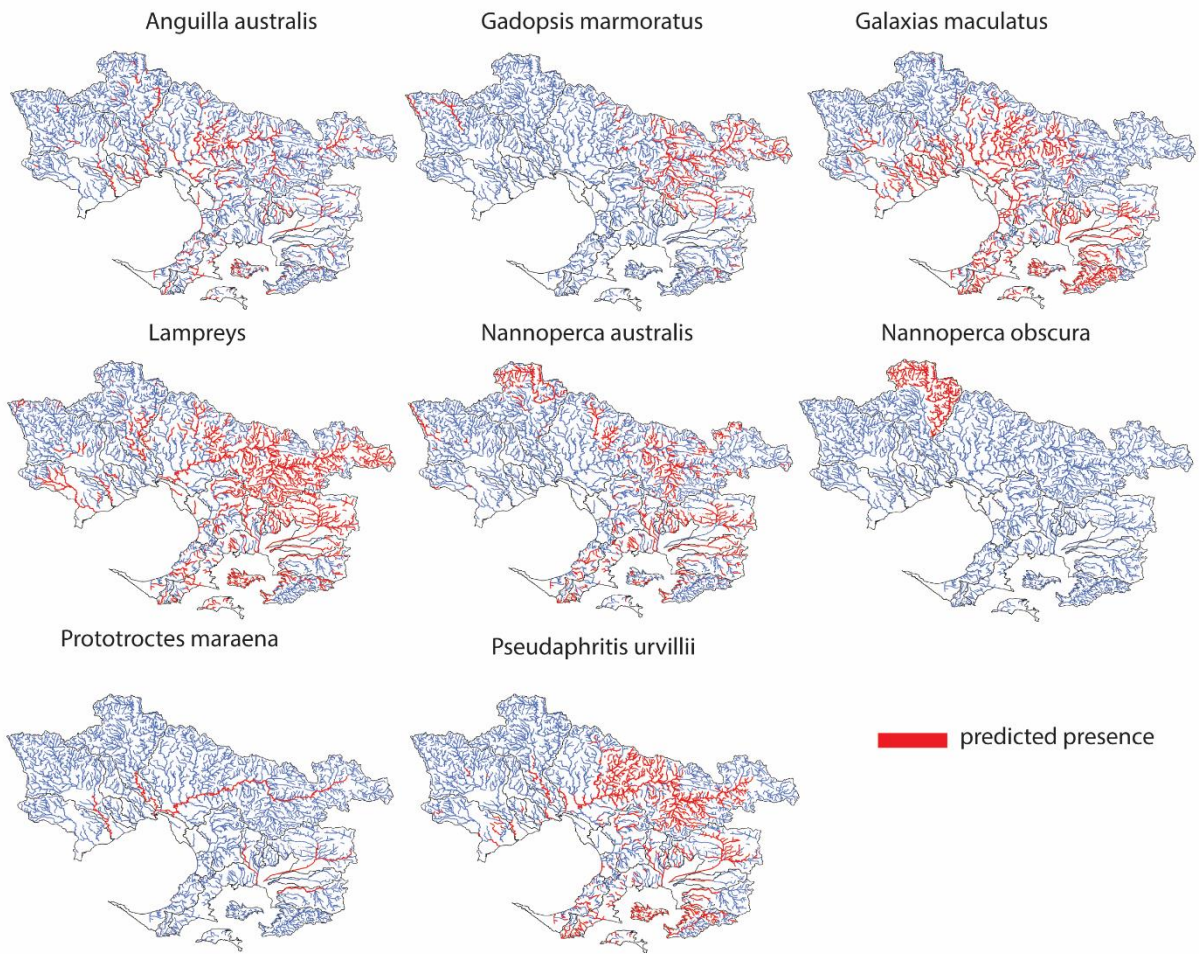 Anguilla australis
Gadopsis marmoratus
Galaxias maculatus
Lampreys
Nannoperca australis
Nannoperca obscura
Prototroctes maraena
Pseudaphritis urvillii
predicted presence